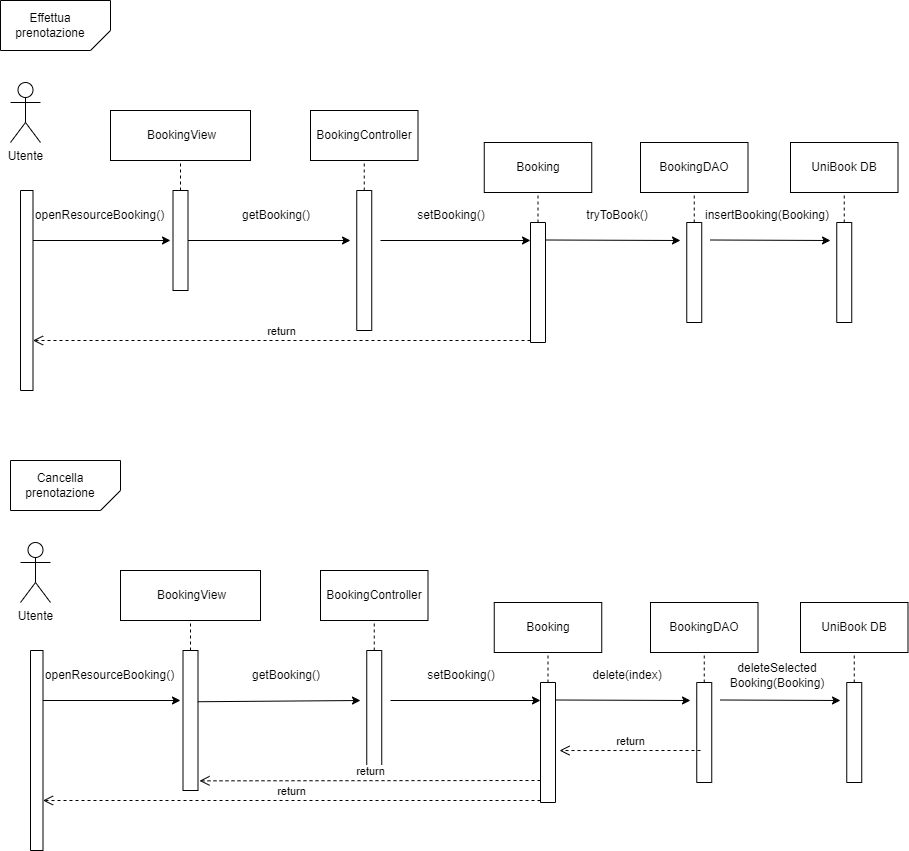 Effettua
prenotazione
Utente
BookingView
BookingController
Booking
BookingDAO
UniBook DB
openResourceBooking()
getBooking()
setBooking()
tryToBook()
insertBooking(Booking)
return
Cancella
prenotazione
Utente
BookingView
BookingController
Booking
BookingDAO
UniBook DB
openResourceBooking()
getBooking()
setBooking()
delete(index)
deleteSelected
Booking(Booking)
return
return
return